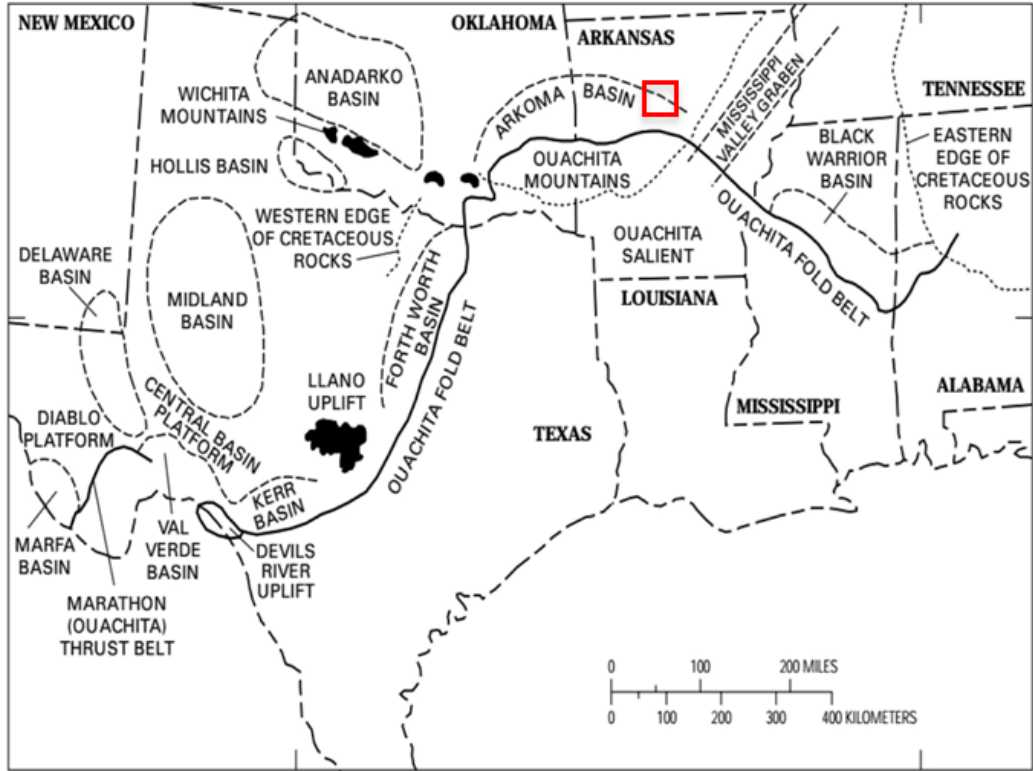 NEW MEXICO
OKLAHOMA
ARKANSAS
TENNESSEE
ANADARKO
BASIN
WICHITA
MOUNTAINS
HOLLIS BASIN
ARKOMA BASIN
MISSISSIPPI
VALLEY GRABEN
BLACK
WARRIOR
BASIN
EASTERN
EDGE OF
CRETACEOUS
ROCKS
OUACHITA
MOUNTAINS
WESTERN EDGE
OF CRETACEOUS
ROCKS
OUACHITA
SALIENT
OUACHITA FOLD BELT
DELAWARE
BASIN
MIDLAND
BASIN
FORTH WORTH
BASIN
OUACHITA FOLD BELT
LOUISIANA
LLANO
UPLIFT
CENTRAL BASIN
PLATFORM
DIABLO
PLATFORM
TEXAS
MISSISSIPPI
ALABAMA
KERR
BASIN
MARFA
BASIN
VAL
VERDE
BASIN
DEVILS
RIVER
UPLIFT
MARATHON
(OUACHITA)
THRUST BELT
0 100 200 MILES
0 100 200 300 400 KILOMETERS